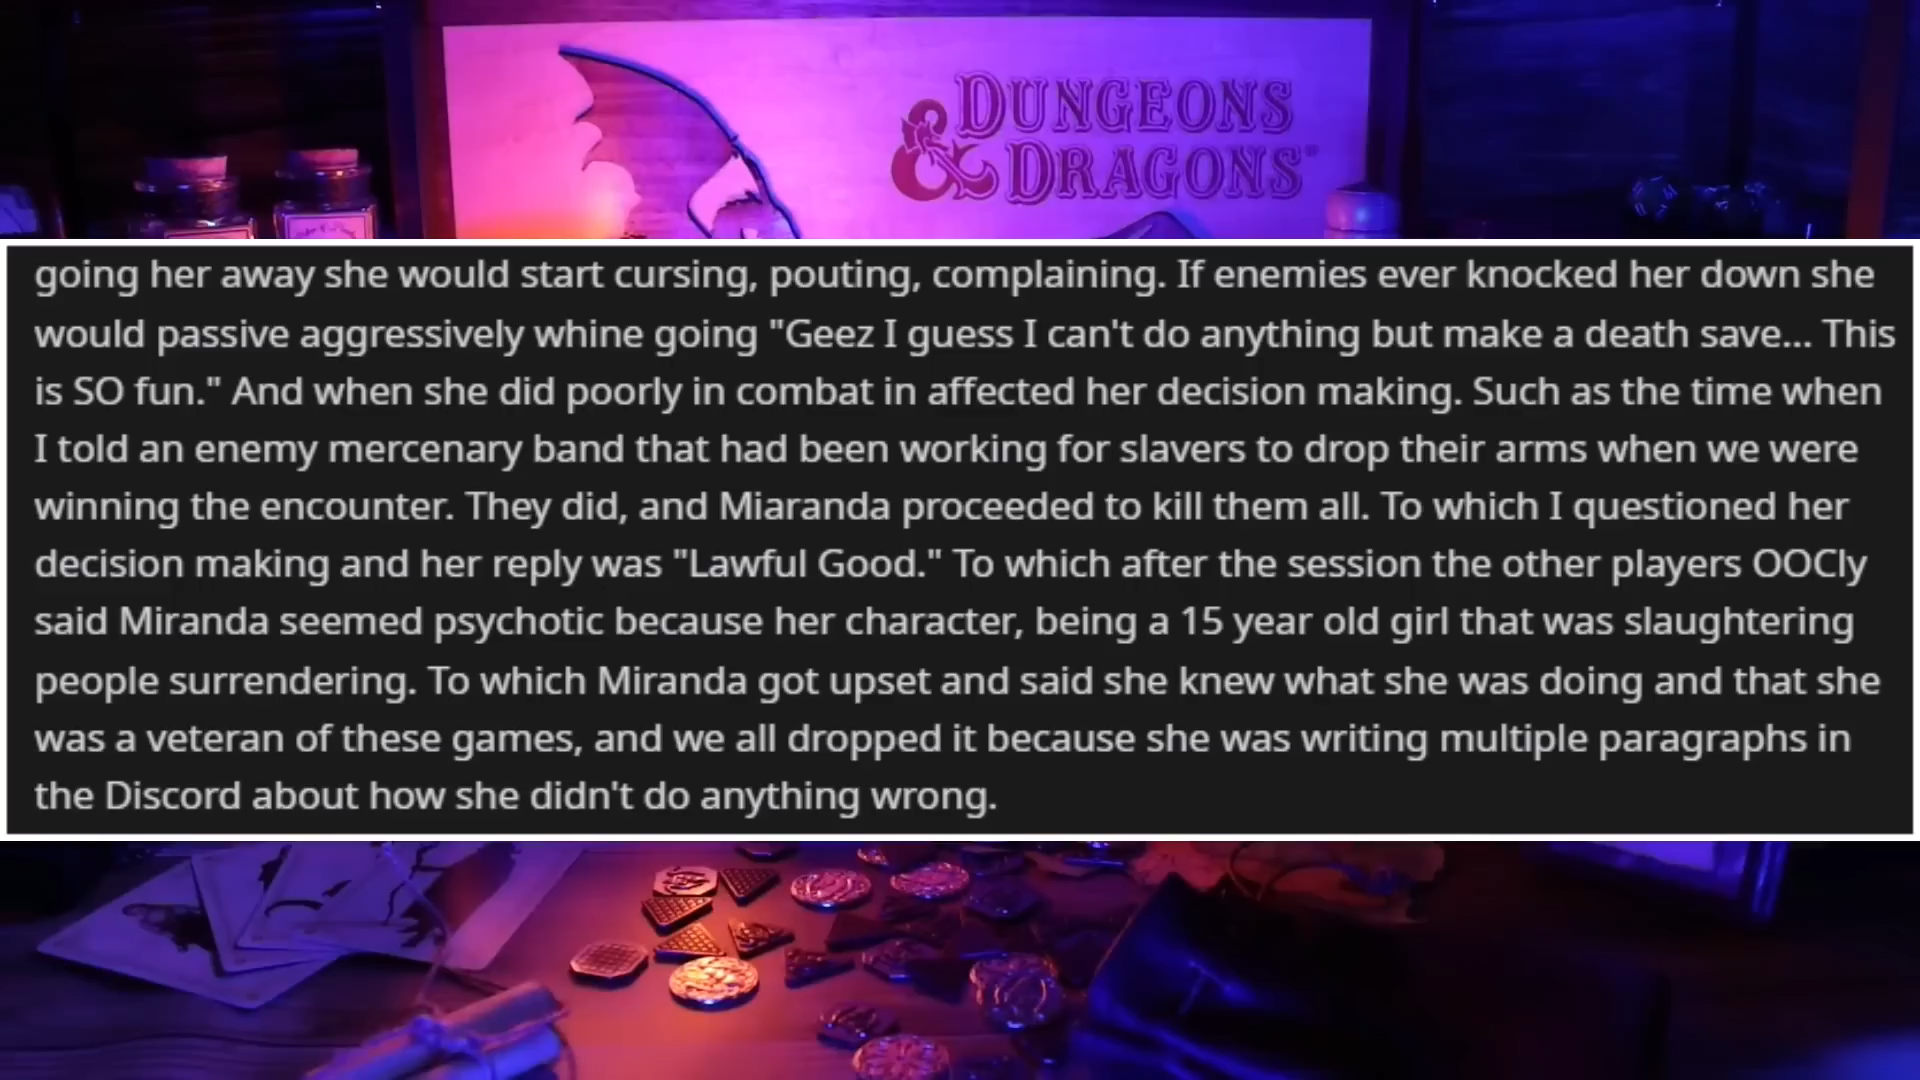 DUNGEONS
& DRAGONS
going her away she would start cursing, pouting, complaining. If enemies ever knocked her down she
would passive aggressively whine going "Geez I guess I can't do anything but make a death save... This
is SO fun." And when she did poorly in combat in affected her decision making. Such as the time when
I told an enemy mercenary band that had been working for slavers to drop their arms when we were
winning the encounter. They did, and Miaranda proceeded to kill them all. To which I questioned her
decision making and her reply was "Lawful Good." To which after the session the other players OOCly
said Miranda seemed psychotic because her character, being a 15 year old girl that was slaughtering
people surrendering. To which Miranda got upset and said she knew what she was doing and that she
was a veteran of these games, and we all dropped it because she was writing multiple paragraphs in
the Discord about how she didn't do anything wrong.